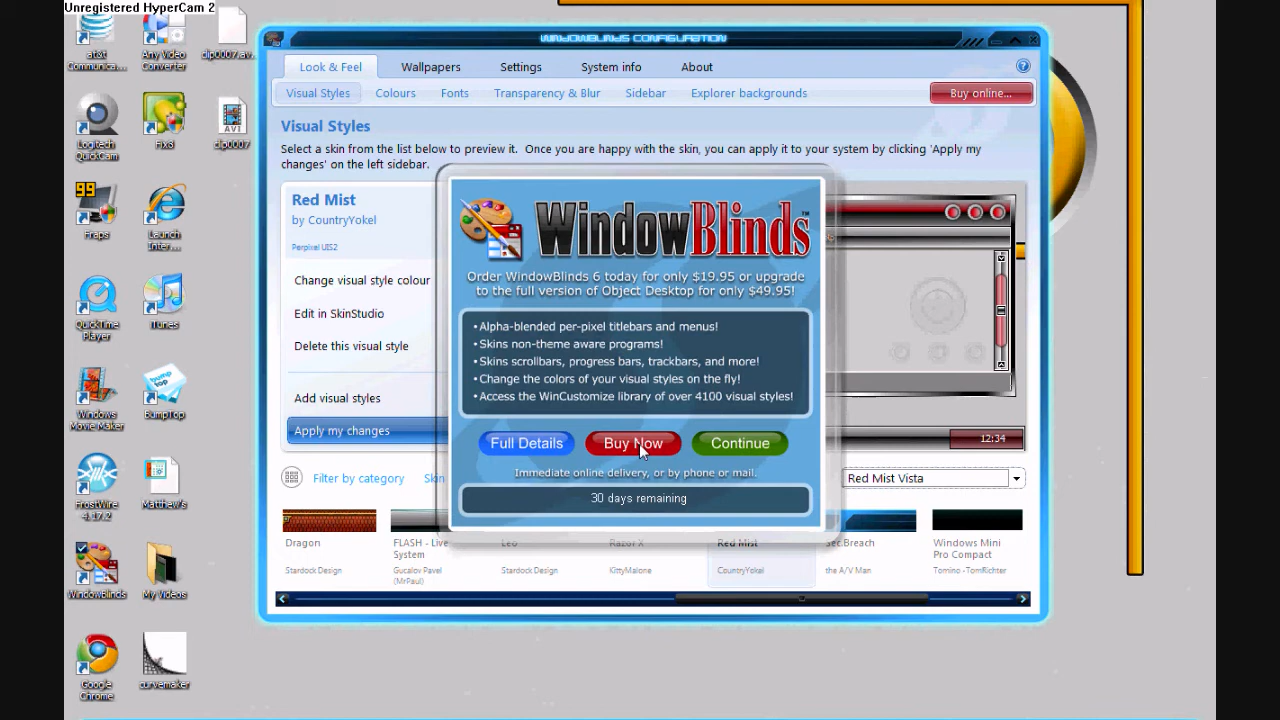 Unregistered HyperCam 2
at&t
Communica...
Any Video
Converter
clp0007.av...
Logitech
QuickCam
Fix8
clp0007
99
Fraps
Launch
Inter...
QuickTime
Player
iTunes
Windows
Movie Maker
BumpTop
FrostWire
4.17.2
Matthew's
WindowBlinds
My Videos
Google
Chrome
curvemaker
WINDOWBLINDS CONFIGURATION
Look & Feel
Wallpapers
Settings
System info
About
Visual Styles
Colours
Fonts
Transparency & Blur
Sidebar
Explorer backgrounds
Buy online...
Visual Styles
Select a skin from the list below to preview it. Once you are happy with the skin, you can apply it to your system by clicking 'Apply my
changes' on the left sidebar.
Red Mist
by CountryYokel
Perpixel UIS2
Change visual style colour
Edit in SkinStudio
Delete this visual style
Add visual styles
Apply my changes
WindowBlinds™
Order WindowBlinds 6 today for only $19.95 or upgrade
to the full version of Object Desktop for only $49.95!
• Alpha-blended per-pixel titlebars and menus!
• Skins non-theme aware programs!
• Skins scrollbars, progress bars, trackbars, and more!
• Change the colors of your visual styles on the fly!
• Access the WinCustomize library of over 4100 visual styles!
Full Details
Buy Now
Continue
Immediate online delivery, or by phone or mail.
30 days remaining
12:34
Filter by category
Skin
Red Mist Vista
Dragon
Stardock Design
FLASH - Live
System
Gucalov Pavel
(MrPaul)
Leo
Stardock Design
Razor X
KittyMalone
Red Mist
CountryYokel
Sec.Breach
the A/V Man
Windows Mini
Pro Compact
Tomino - TomRichter